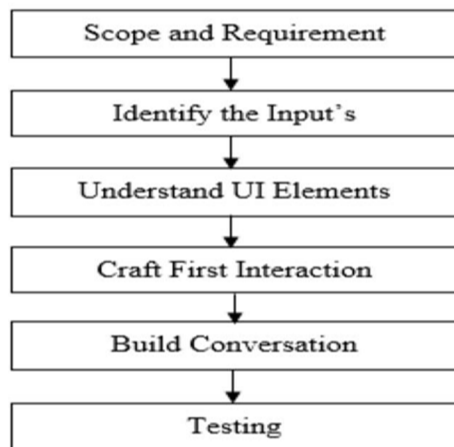 Scope and Requirement
Identify the Input's
Understand UI Elements
Craft First Interaction
Build Conversation
Testing